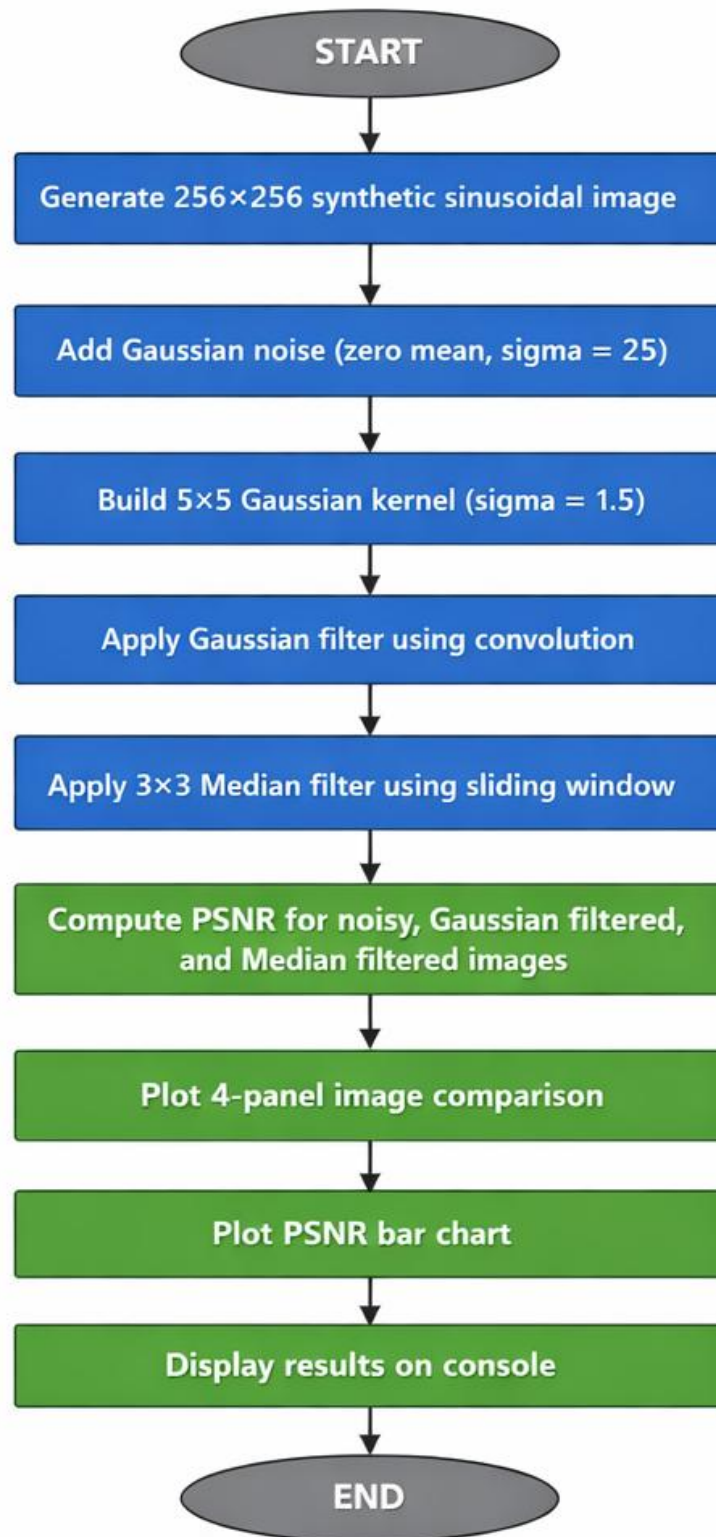 START
Generate 256×256 synthetic sinusoidal image
Add Gaussian noise (zero mean, sigma = 25)
Build 5×5 Gaussian kernel (sigma = 1.5)
Apply Gaussian filter using convolution
Apply 3×3 Median filter using sliding window
Compute PSNR for noisy, Gaussian filtered,
and Median filtered images
Plot 4-panel image comparison
Plot PSNR bar chart
Display results on console
END